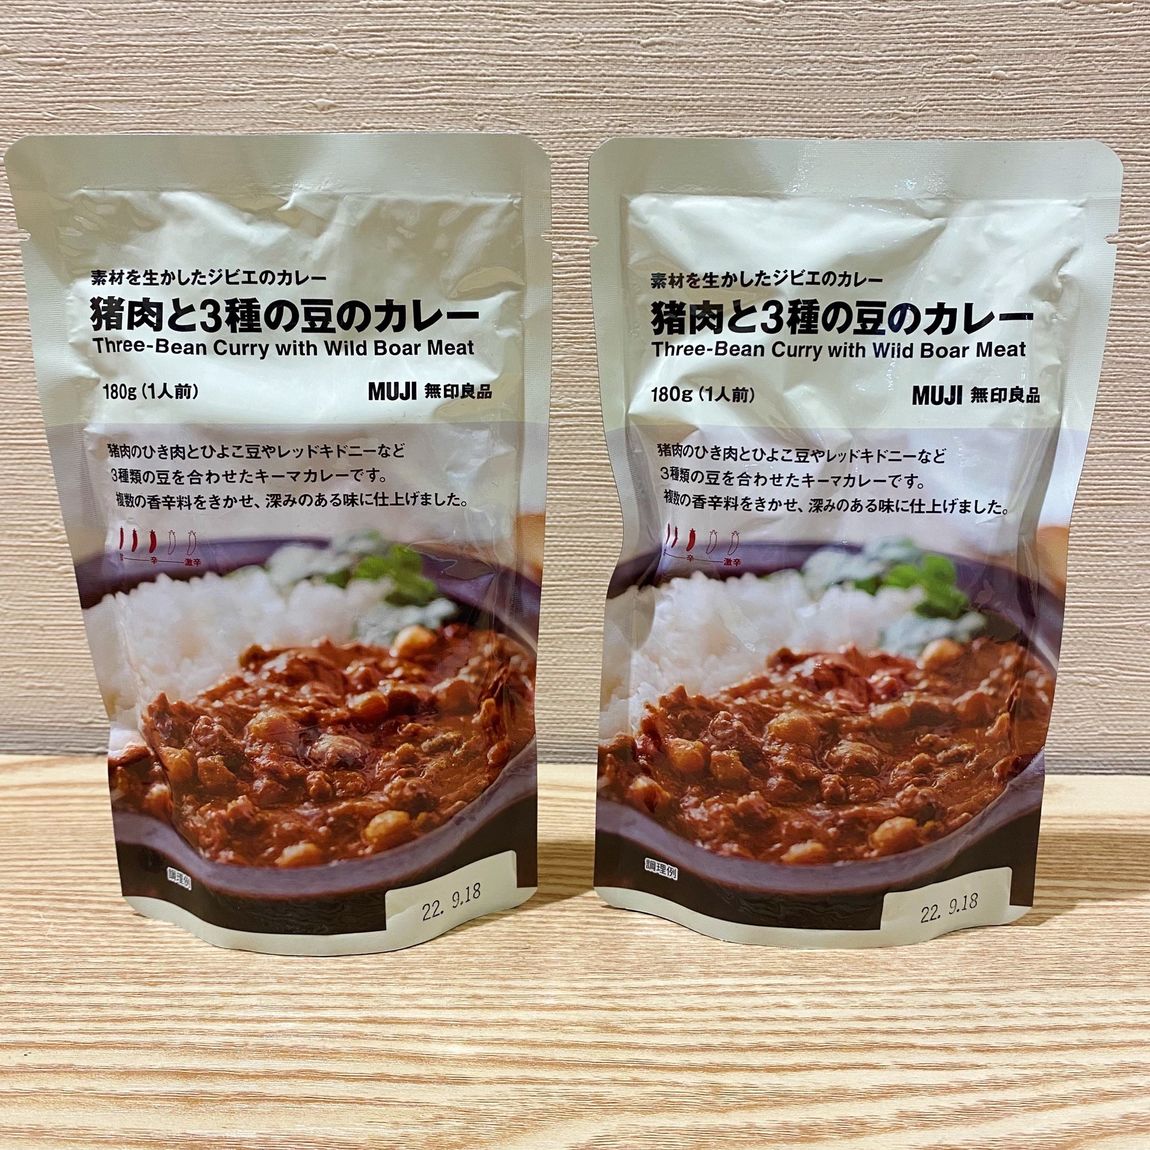 素材を生かしたジビエのカレー
猪肉と3種の豆のカレー
Three-Bean Curry with Wild Boar Meat
180g(1人前)
MUJI 無印良品
猪肉のひき肉とひよこ豆やレッドキドニーなど
3種類の豆を合わせたキーマカレーです。
複数の香辛料をきかせ、深みのある味に仕上げました。
辛 激辛
調理例
22. 9.18
素材を生かしたジビエのカレー
猪肉と3種の豆のカレー
Three-Bean Curry with Wild Boar Meat
180g(1人前)
MUJI 無印良品
猪肉のひき肉とひよこ豆やレッドキドニーなど
3種類の豆を合わせたキーマカレーです。
複数の香辛料をきかせ、深みのある味に仕上げました。
辛 激辛
調理例
22. 9.18